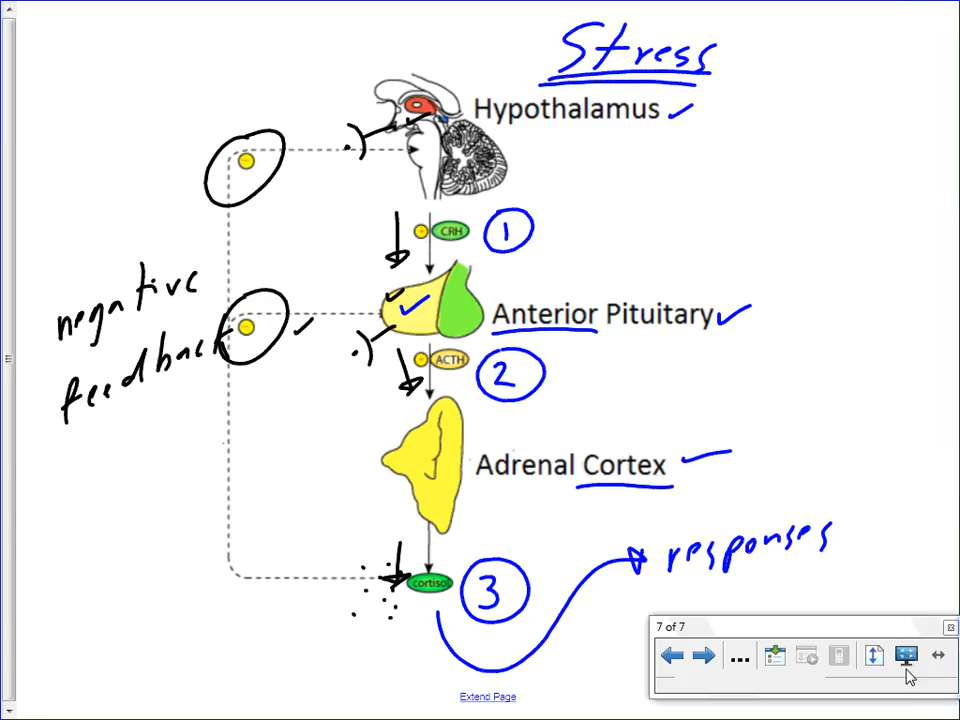 Stress
Hypothalamus
CRH
1
negative
feedback
Anterior Pituitary
ACTH
2
Adrenal Cortex
cortisol
3
responses
7 of 7
Extend Page